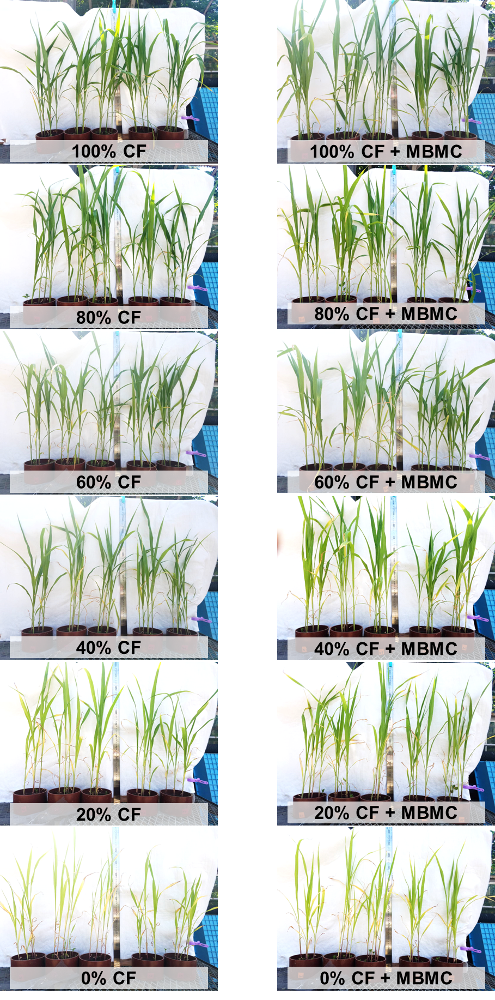 100% CF
100% CF + MBMC
80% CF
80% CF + MBMC
60% CF
60% CF + MBMC
40% CF
40% CF + MBMC
20% CF
20% CF + MBMC
0% CF
0% CF + MBMC